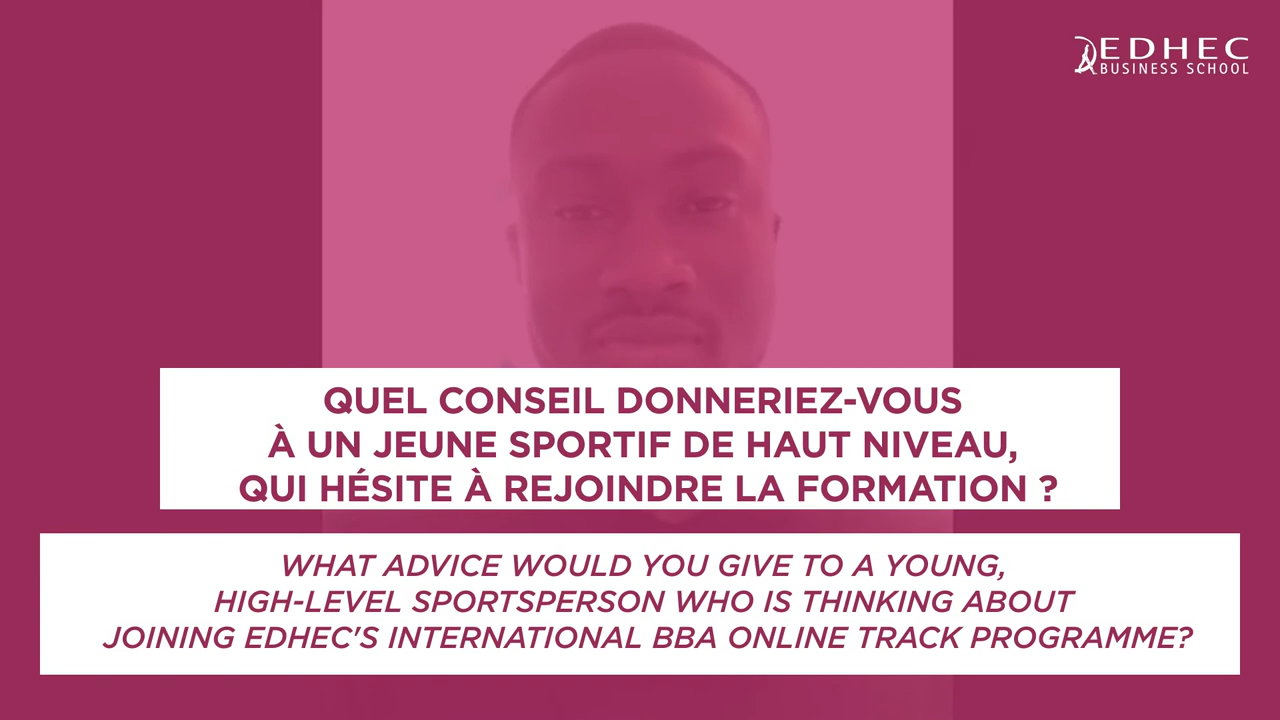 EDHEC
BUSINESS SCHOOL
QUEL CONSEIL DONNERIEZ-VOUS
À UN JEUNE SPORTIF DE HAUT NIVEAU,
QUI HÉSITE À REJOINDRE LA FORMATION ?
WHAT ADVICE WOULD YOU GIVE TO A YOUNG,
HIGH-LEVEL SPORTSPERSON WHO IS THINKING ABOUT
JOINING EDHEC'S INTERNATIONAL BBA ONLINE TRACK PROGRAMME?